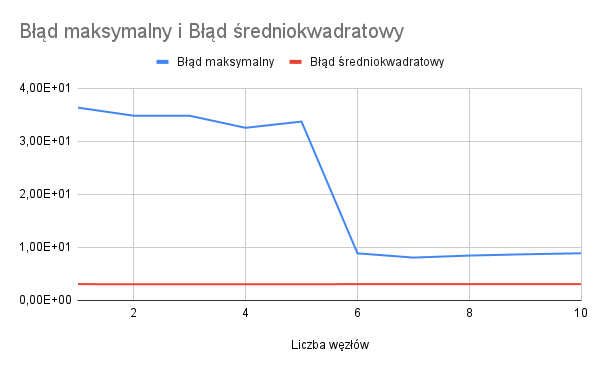 Błąd maksymalny i Błąd średniokwadratowy
Błąd maksymalny Błąd średniokwadratowy
4,00E+01
3,00E+01
2,00E+01
1,00E+01
0,00E+00
2 4 6 8 10
Liczba węzłów